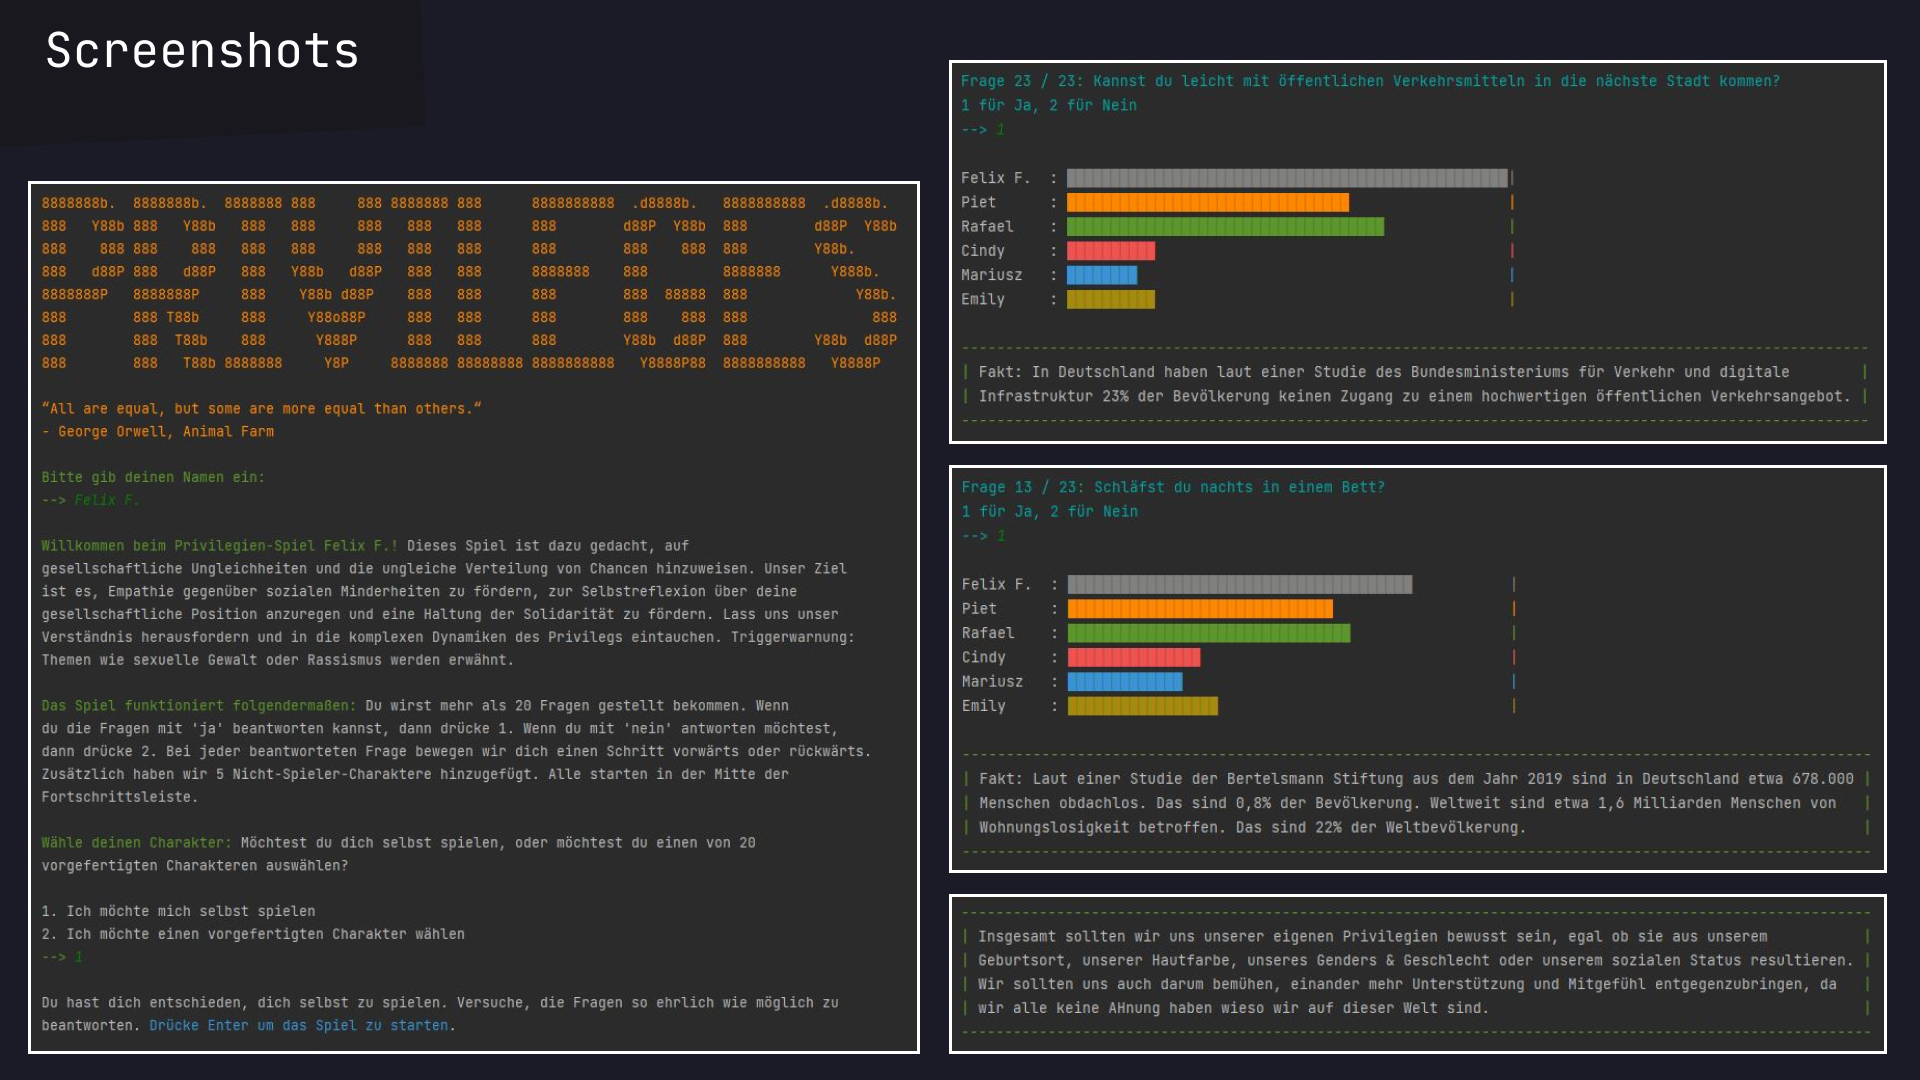 Screenshots
8888888b.  8888888b.  8888888 888     888 8888888 888      8888888888  .d8888b.  8888888888  .d8888b.
888   Y88b 888   Y88b   888   888     888   888   888      888        d88P  Y88b 888        d88P  Y88b
888    888 888    888   888   888     888   888   888      888        888    888 888        Y88b.
888   d88P 888   d88P   888   Y88b   d88P   888   888      8888888    888        8888888      Y888b.
8888888P   8888888P     888    Y88b d88P    888   888      888        888  88888 888             Y88b.
888        888 T88b     888     Y88o88P     888   888      888        888    888 888               888
888        888  T88b    888      Y888P      888   888      888        Y88b  d88P 888        Y88b  d88P
888        888   T88b 8888888     Y8P     8888888 88888888 8888888888   Y8888P88  8888888888   Y8888P
“All are equal, but some are more equal than others.“
- George Orwell, Animal Farm
Bitte gib deinen Namen ein:
--> Felix F.
Willkommen beim Privilegien-Spiel Felix F.! Dieses Spiel ist dazu gedacht, auf
gesellschaftliche Ungleichheiten und die ungleiche Verteilung von Chancen hinzuweisen. Unser Ziel
ist es, Empathie gegenüber sozialen Minderheiten zu fördern, zur Selbstreflexion über deine
gesellschaftliche Position anzuregen und eine Haltung der Solidarität zu fördern. Lass uns unser
Verständnis herausfordern und in die komplexen Dynamiken des Privilegs eintauchen. Triggerwarnung:
Themen wie sexuelle Gewalt oder Rassismus werden erwähnt.
Das Spiel funktioniert folgendermaßen: Du wirst mehr als 20 Fragen gestellt bekommen. Wenn
du die Fragen mit 'ja' beantworten kannst, dann drücke 1. Wenn du mit 'nein' antworten möchtest,
dann drücke 2. Bei jeder beantworteten Frage bewegen wir dich einen Schritt vorwärts oder rückwärts.
Zusätzlich haben wir 5 Nicht-Spieler-Charaktere hinzugefügt. Alle starten in der Mitte der
Fortschrittsleiste.
Wähle deinen Charakter: Möchtest du dich selbst spielen, oder möchtest du einen von 20
vorgefertigten Charakteren auswählen?
1. Ich möchte mich selbst spielen
2. Ich möchte einen vorgefertigten Charakter wählen
--> 1
Du hast dich entschieden, dich selbst zu spielen. Versuche, die Fragen so ehrlich wie möglich zu
beantworten. Drücke Enter um das Spiel zu starten.
Frage 23 / 23: Kannst du leicht mit öffentlichen Verkehrsmitteln in die nächste Stadt kommen?
1 für Ja, 2 für Nein
--> 1
Felix F. : |
Piet : |
Rafael : |
Cindy : |
Mariusz : |
Emily : |
| Fakt: In Deutschland haben laut einer Studie des Bundesministeriums für Verkehr und digitale |
| Infrastruktur 23% der Bevölkerung keinen Zugang zu einem hochwertigen öffentlichen Verkehrsangebot. |
Frage 13 / 23: Schläfst du nachts in einem Bett?
1 für Ja, 2 für Nein
--> 1
Felix F. : |
Piet : |
Rafael : |
Cindy : |
Mariusz : |
Emily : |
| Fakt: Laut einer Studie der Bertelsmann Stiftung aus dem Jahr 2019 sind in Deutschland etwa 678.000 |
| Menschen obdachlos. Das sind 0,8% der Bevölkerung. Weltweit sind etwa 1,6 Milliarden Menschen von |
| Wohnungslosigkeit betroffen. Das sind 22% der Weltbevölkerung. |
| Insgesamt sollten wir uns unserer eigenen Privilegien bewusst sein, egal ob sie aus unserem |
| Geburtsort, unserer Hautfarbe, unseres Genders & Geschlecht oder unserem sozialen Status resultieren. |
| Wir sollten uns auch darum bemühen, einander mehr Unterstützung und Mitgefühl entgegenzubringen, da |
| wir alle keine AHnung haben wieso wir auf dieser Welt sind. |